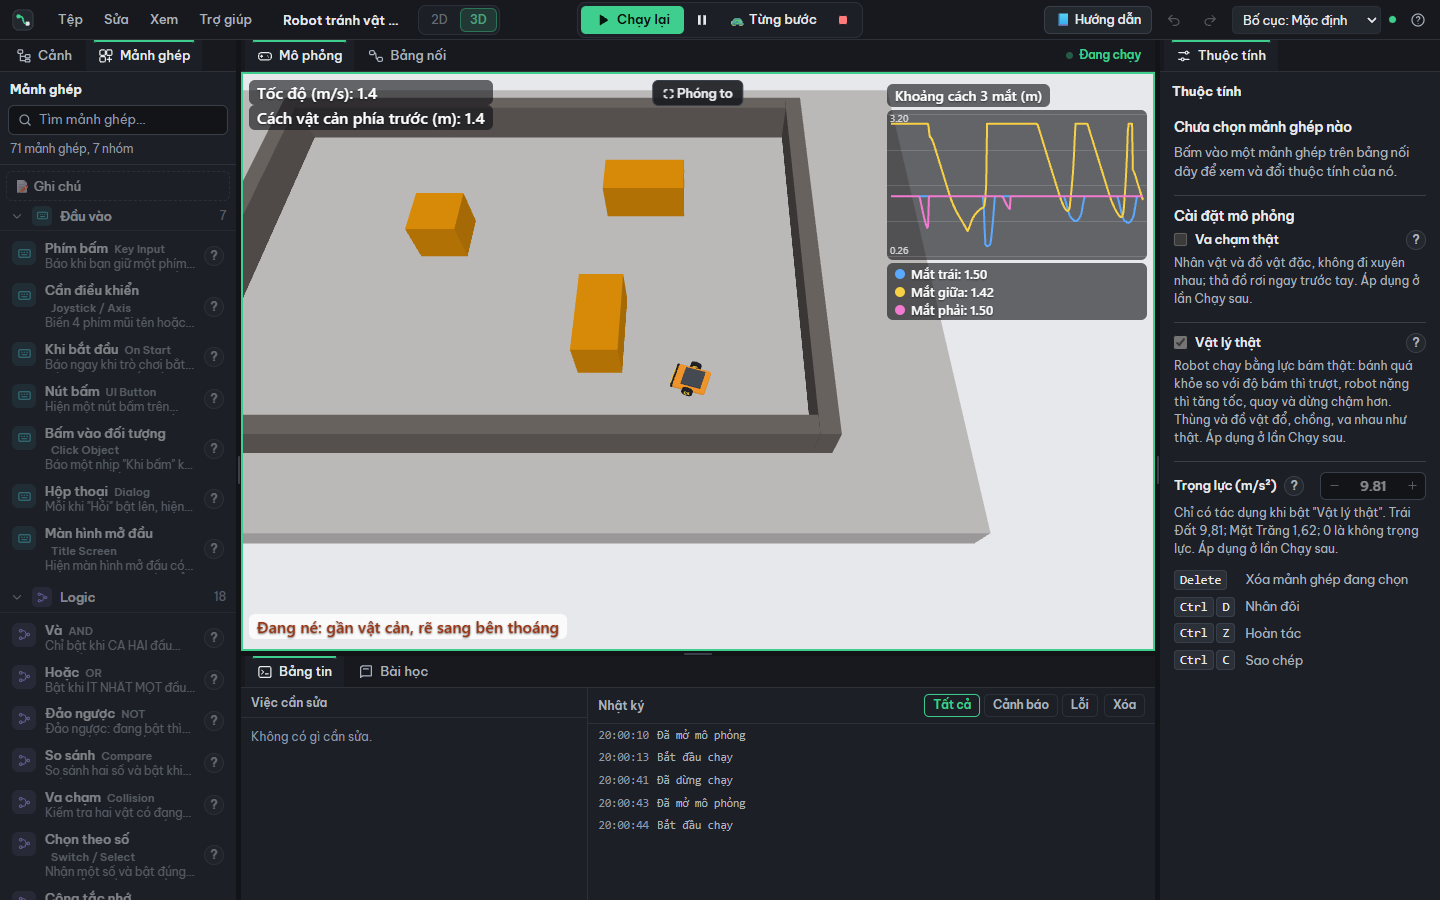 Tệp Sửa Xem Trợ giúp Robot tránh vật ... 2D 3D Chạy lại Từng bước Hướng dẫn Bố cục: Mặc định
Cảnh Mảnh ghép
Mảnh ghép
Tìm mảnh ghép...
71 mảnh ghép, 7 nhóm
Ghi chú
Đầu vào 7
Phím bấm Key Input ?
Báo khi bạn giữ một phím...
Cần điều khiển
Joystick / Axis ?
Biến 4 phím mũi tên hoặc...
Khi bắt đầu On Start ?
Báo ngay khi trò chơi bắt...
Nút bấm UI Button ?
Hiện một nút bấm trên...
Bấm vào đối tượng
Click Object ?
Báo một nhịp "Khi bấm" k...
Hộp thoại Dialog ?
Mỗi khi "Hỏi" bật lên, hiện...
Màn hình mở đầu
Title Screen ?
Hiện màn hình mở đầu có...
Logic 18
Và AND ?
Chỉ bật khi CẢ HAI đầu...
Hoặc OR ?
Bật khi ÍT NHẤT MỘT đầu...
Đảo ngược NOT ?
Đảo ngược: đang bật thì...
So sánh Compare ?
So sánh hai số và bật khi...
Va chạm Collision ?
Kiểm tra hai vật có đang...
Chọn theo số
Switch / Select ?
Nhận một số và bật đúng...
Công tắc nhớ
Mô phỏng Bảng nối Đang chạy
Tốc độ (m/s): 1.4
Cách vật cản phía trước (m): 1.4
Phóng to
Khoảng cách 3 mắt (m)
3.20
0.26
Mắt trái: 1.50
Mắt giữa: 1.42
Mắt phải: 1.50
Đang né: gần vật cản, rẽ sang bên thoáng
Bảng tin Bài học
Việc cần sửa
Không có gì cần sửa.
Nhật ký Tất cả Cảnh báo Lỗi Xóa
20:00:10 Đã mở mô phỏng
20:00:13 Bắt đầu chạy
20:00:41 Đã dừng chạy
20:00:43 Đã mở mô phỏng
20:00:44 Bắt đầu chạy
Thuộc tính
Thuộc tính
Chưa chọn mảnh ghép nào
Bấm vào một mảnh ghép trên bảng nối
dây để xem và đổi thuộc tính của nó.
Cài đặt mô phỏng
Va chạm thật ?
Nhân vật và đồ vật đặc, không đi xuyên
nhau; thả đồ rơi ngay trước tay. Áp dụng ở
lần Chạy sau.
Vật lý thật ?
Robot chạy bằng lực bám thật: bánh quá
khỏe so với độ bám thì trượt, robot nặng
thì tăng tốc, quay và dừng chậm hơn.
Thùng và đồ vật đổ, chồng, va nhau như
thật. Áp dụng ở lần Chạy sau.
Trọng lực (m/s²) ? − 9.81 +
Chỉ có tác dụng khi bật "Vật lý thật". Trái
Đất 9,81; Mặt Trăng 1,62; 0 là không trọng
lực. Áp dụng ở lần Chạy sau.
Delete Xóa mảnh ghép đang chọn
Ctrl D Nhân đôi
Ctrl Z Hoàn tác
Ctrl C Sao chép